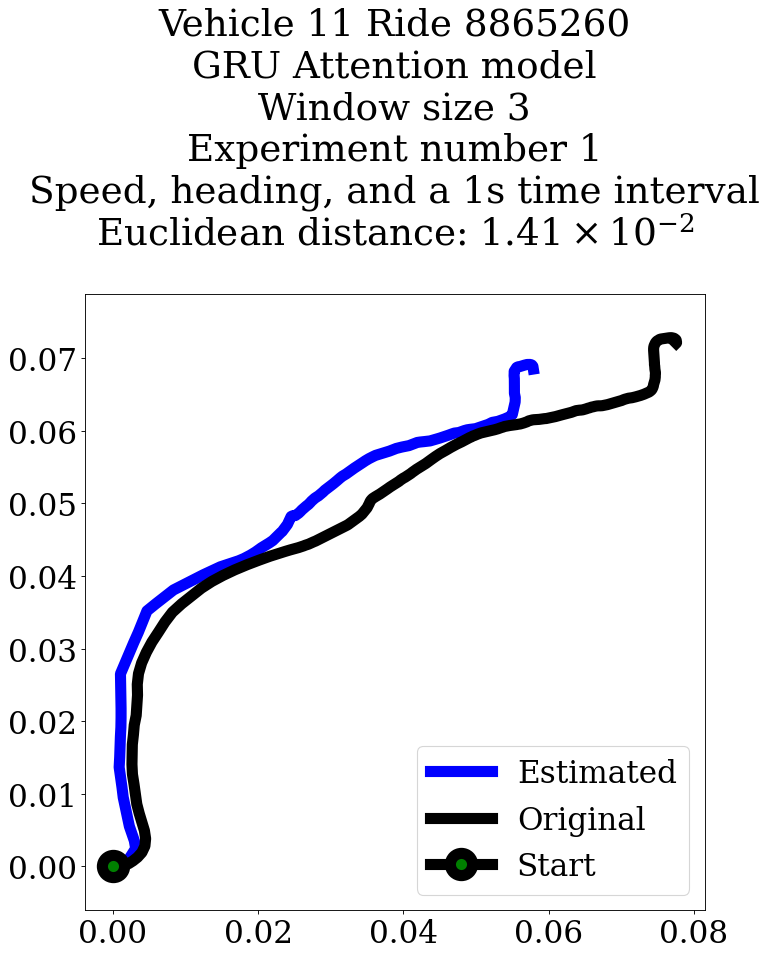 Vehicle 11 Ride 8865260
GRU Attention model
Window size 3
Experiment number 1
Speed, heading, and a 1s time interval
Euclidean distance: 1.41 × 10⁻²
0.07
0.06
0.05
0.04
0.03
0.02
0.01
0.00
Estimated
Original
Start
0.00 0.02 0.04 0.06 0.08